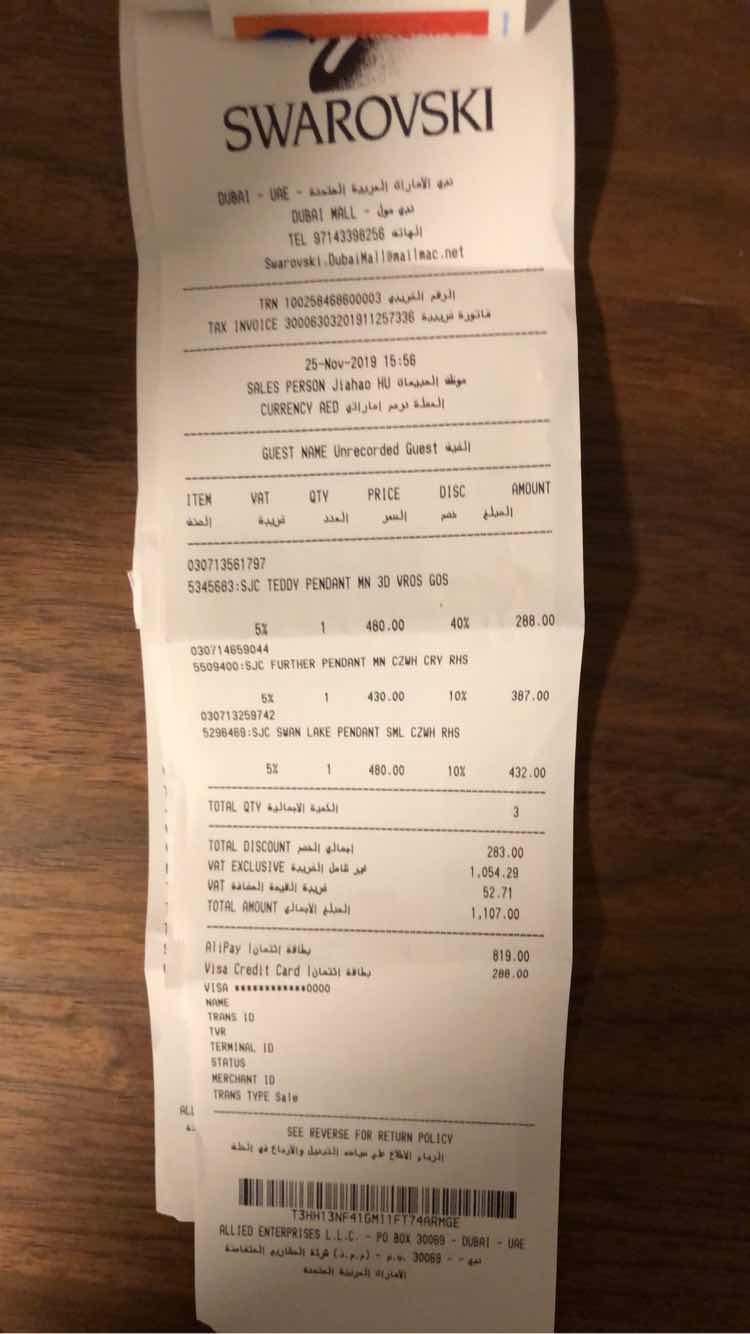 SWAROVSKI
DUBAI - UAE - دبي الامارات العربية المتحدة
DUBAI MALL - دبي مول
TEL 97143398256 الهاتف
Swarovski.DubaiMall@mallmac.net
TRN 100258468600003 الرقم الضريبي
TAX INVOICE 30006303201911257336 فاتورة ضريبية
25-Nov-2019 15:56
SALES PERSON Jiahao HU موظف المبيعات
CURRENCY AED العملة درهم إماراتي
GUEST NAME Unrecorded Guest الضيف
ITEM VAT QTY PRICE DISC AMOUNT
الصنف ضريبة العدد السعر خصم المبلغ
030713561797
5345663:SJC TEDDY PENDANT MN 3D VROS GOS
5% 1 480.00 40% 288.00
030714659044
5509400:SJC FURTHER PENDANT MN CZWH CRY RHS
5% 1 430.00 10% 387.00
030713259742
5296469:SJC SWAN LAKE PENDANT SML CZWH RHS
5% 1 480.00 10% 432.00
TOTAL QTY الكمية الاجمالية 3
TOTAL DISCOUNT إجمالي الخصم 283.00
VAT EXCLUSIVE غير شامل الضريبة 1,054.29
VAT ضريبة القيمة المضافة 52.71
TOTAL AMOUNT المبلغ الاجمالي 1,107.00
AliPay بطاقة إئتمان 819.00
Visa Credit Card بطاقة إئتمان 288.00
VISA ************0000
NAME
TRANS ID
TVR
TERMINAL ID
STATUS
MERCHANT ID
TRANS TYPE Sale
SEE REVERSE FOR RETURN POLICY
الرجاء الاطلاع على سياسة التبديل والارجاع في الخلف
T3HH13NF41GM11FT74ARMGE
ALLIED ENTERPRISES L.L.C. - PO BOX 30069 - DUBAI - UAE
شركة المشاريع المتضامنة (ذ.م.م) - ص.ب 30069 - دبي -
الامارات العربية المتحدة
ALL